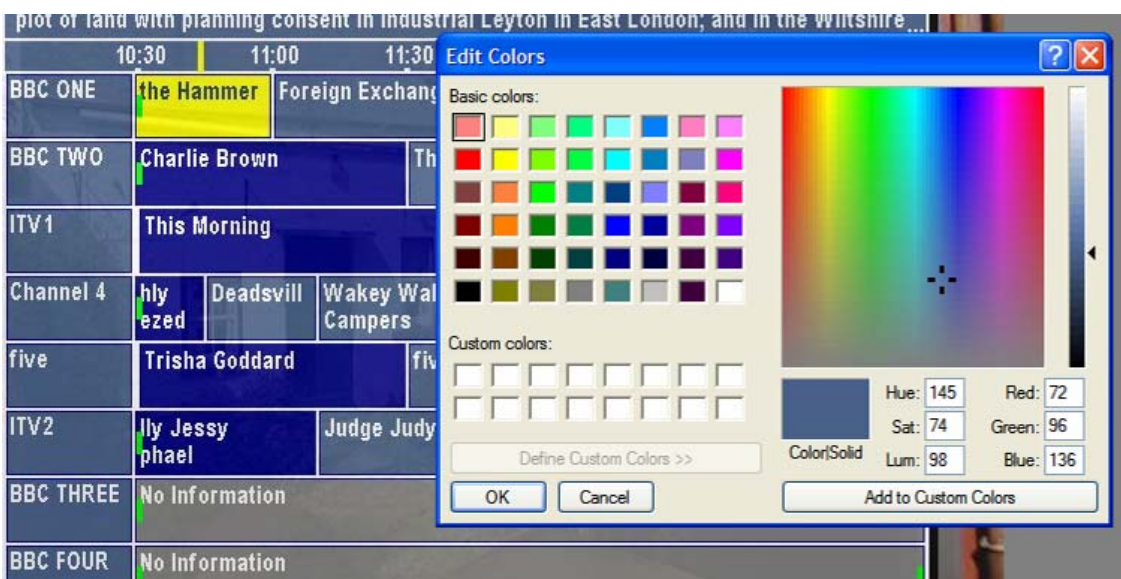 plot of land with planning consent in industrial Leyton in East London; and in the Wiltshire...
10:30 11:00 11:30
BBC ONE the Hammer Foreign Exchang
BBC TWO Charlie Brown Th
ITV1 This Morning
Channel 4 hly Deadsvill Wakey Wal
ezed Campers
five Trisha Goddard fiv
ITV2 lly Jessy Judge Judy
phael
BBC THREE No Information
BBC FOUR No Information
Edit Colors
Basic colors:
Custom colors:
Define Custom Colors >>
OK Cancel
Color|Solid
Hue: 145 Red: 72
Sat: 74 Green: 96
Lum: 98 Blue: 136
Add to Custom Colors